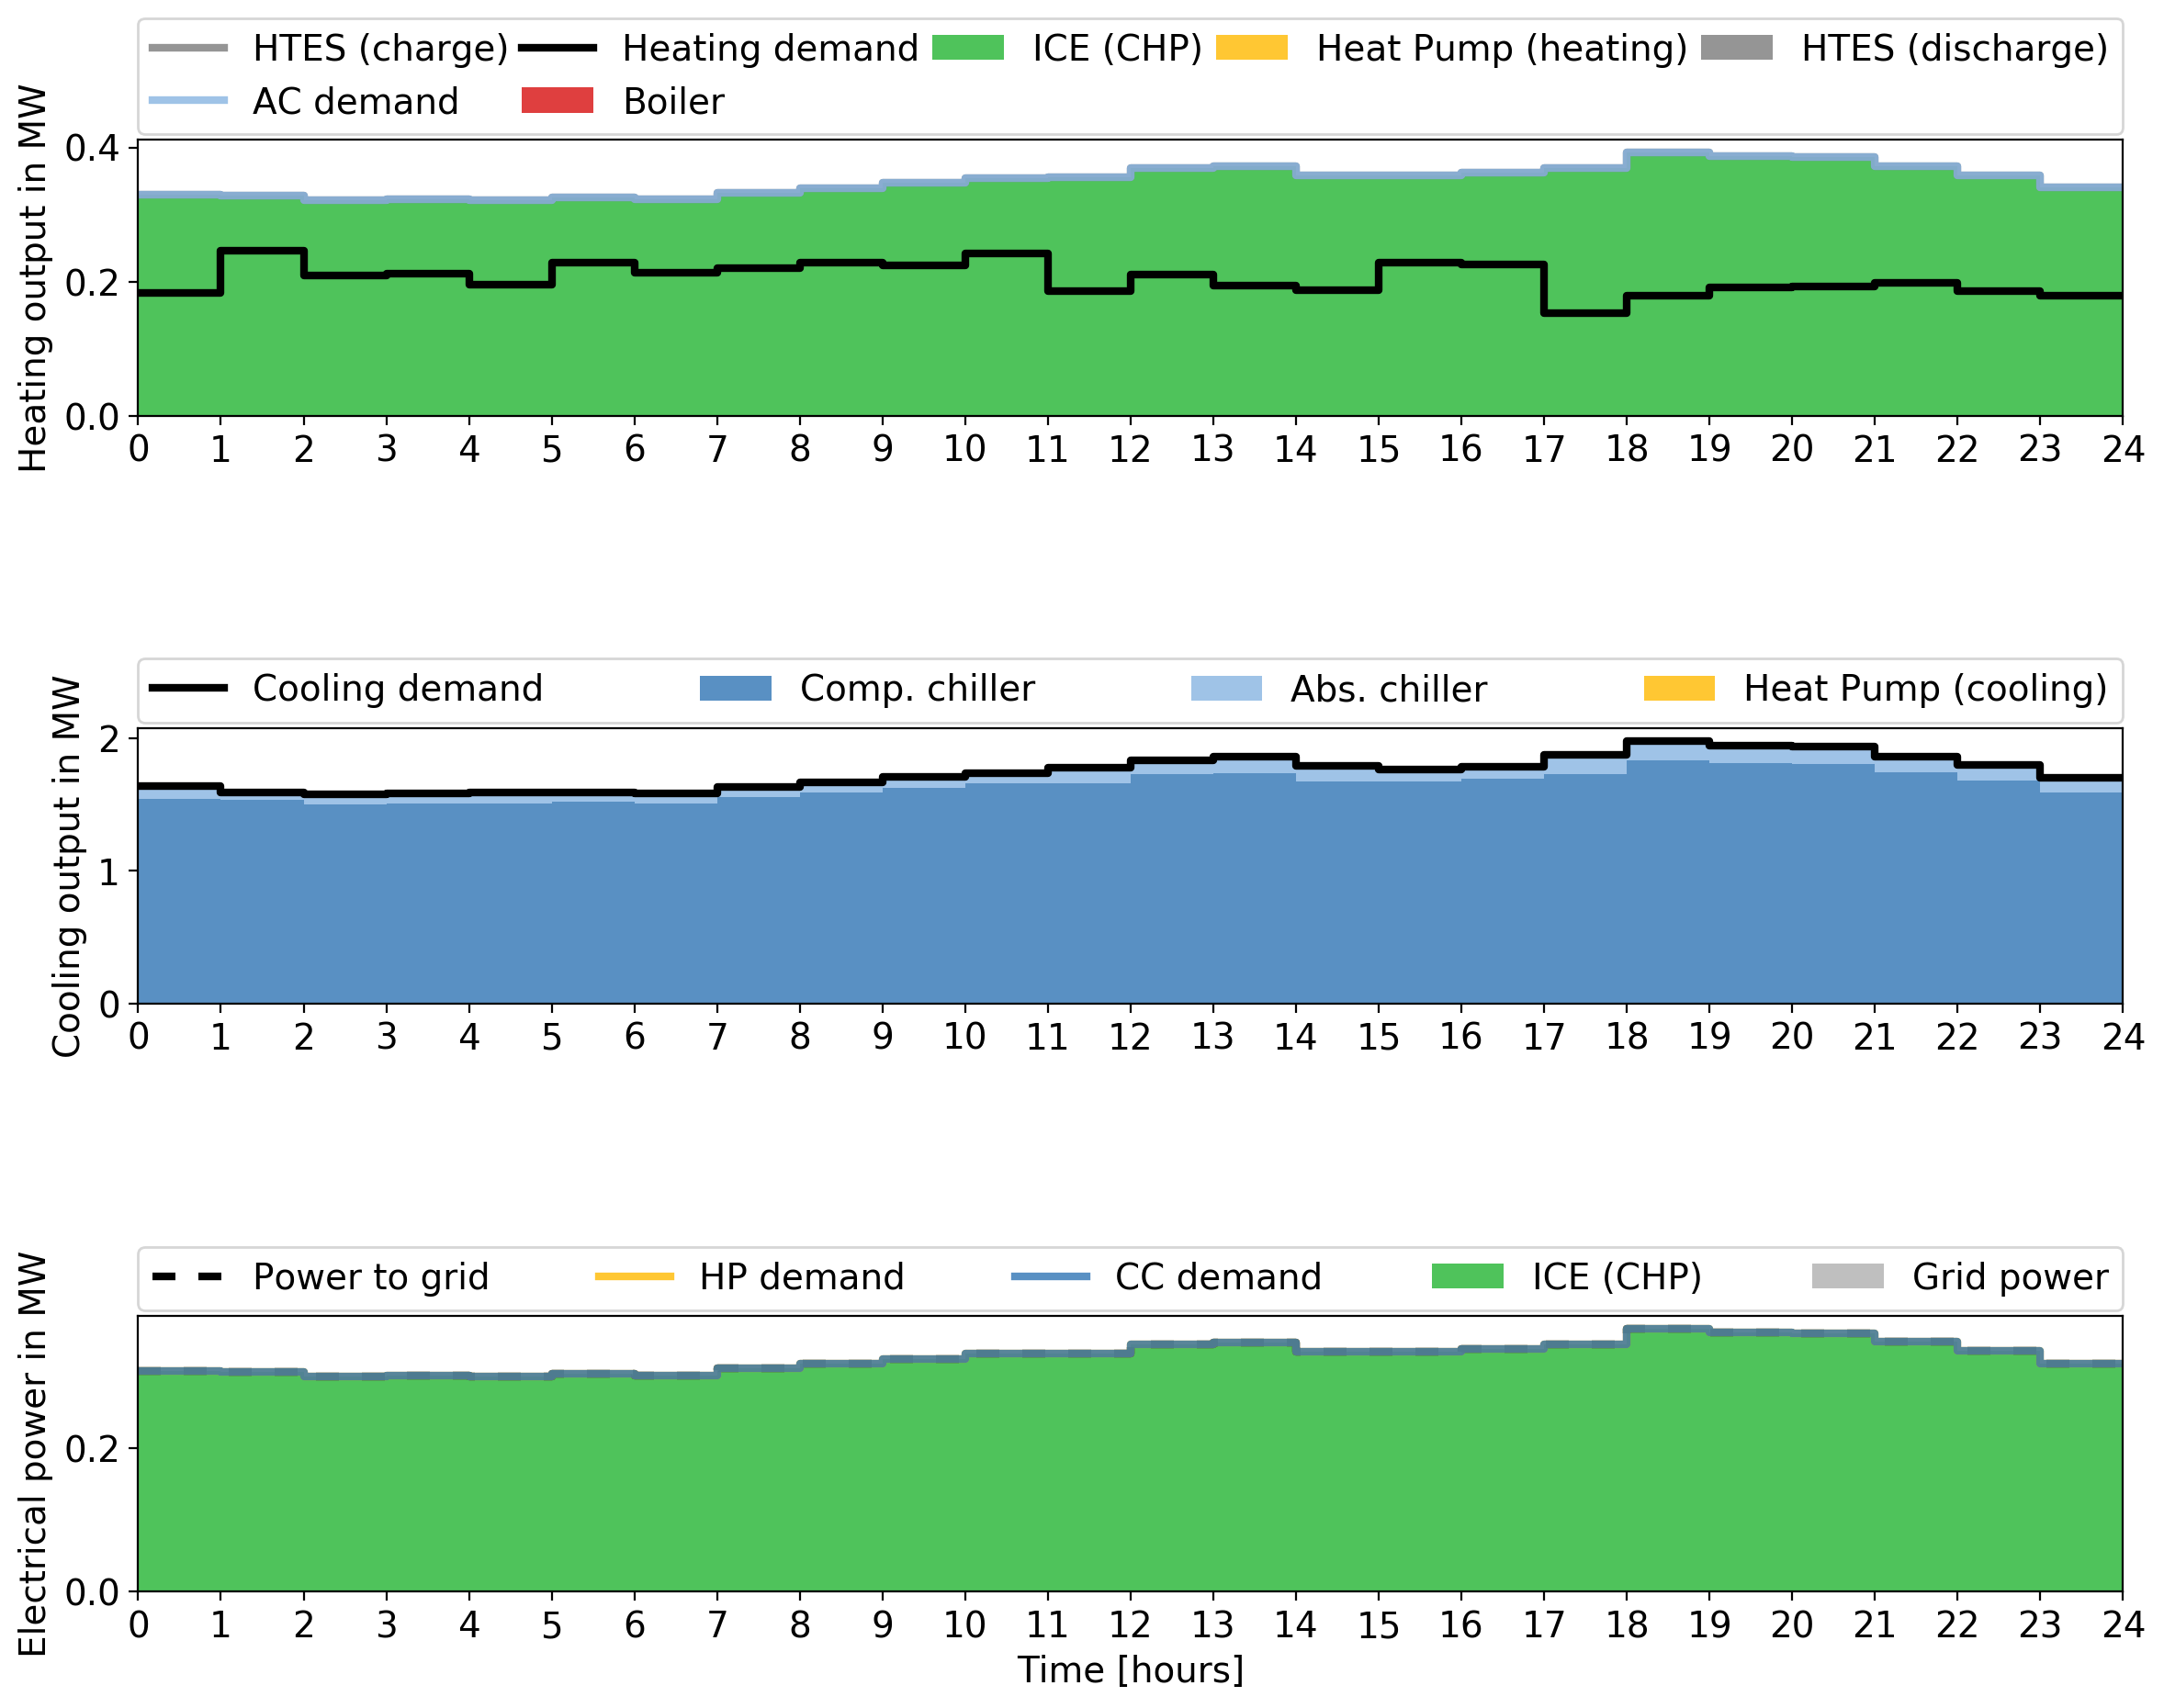 HTES (charge) Heating demand ICE (CHP) Heat Pump (heating) HTES (discharge)
AC demand Boiler
Heating output in MW
0.4
0.2
0.0
0 1 2 3 4 5 6 7 8 9 10 11 12 13 14 15 16 17 18 19 20 21 22 23 24
Cooling demand Comp. chiller Abs. chiller Heat Pump (cooling)
Cooling output in MW
2
1
0
0 1 2 3 4 5 6 7 8 9 10 11 12 13 14 15 16 17 18 19 20 21 22 23 24
Power to grid HP demand CC demand ICE (CHP) Grid power
Electrical power in MW
0.2
0.0
0 1 2 3 4 5 6 7 8 9 10 11 12 13 14 15 16 17 18 19 20 21 22 23 24
Time [hours]